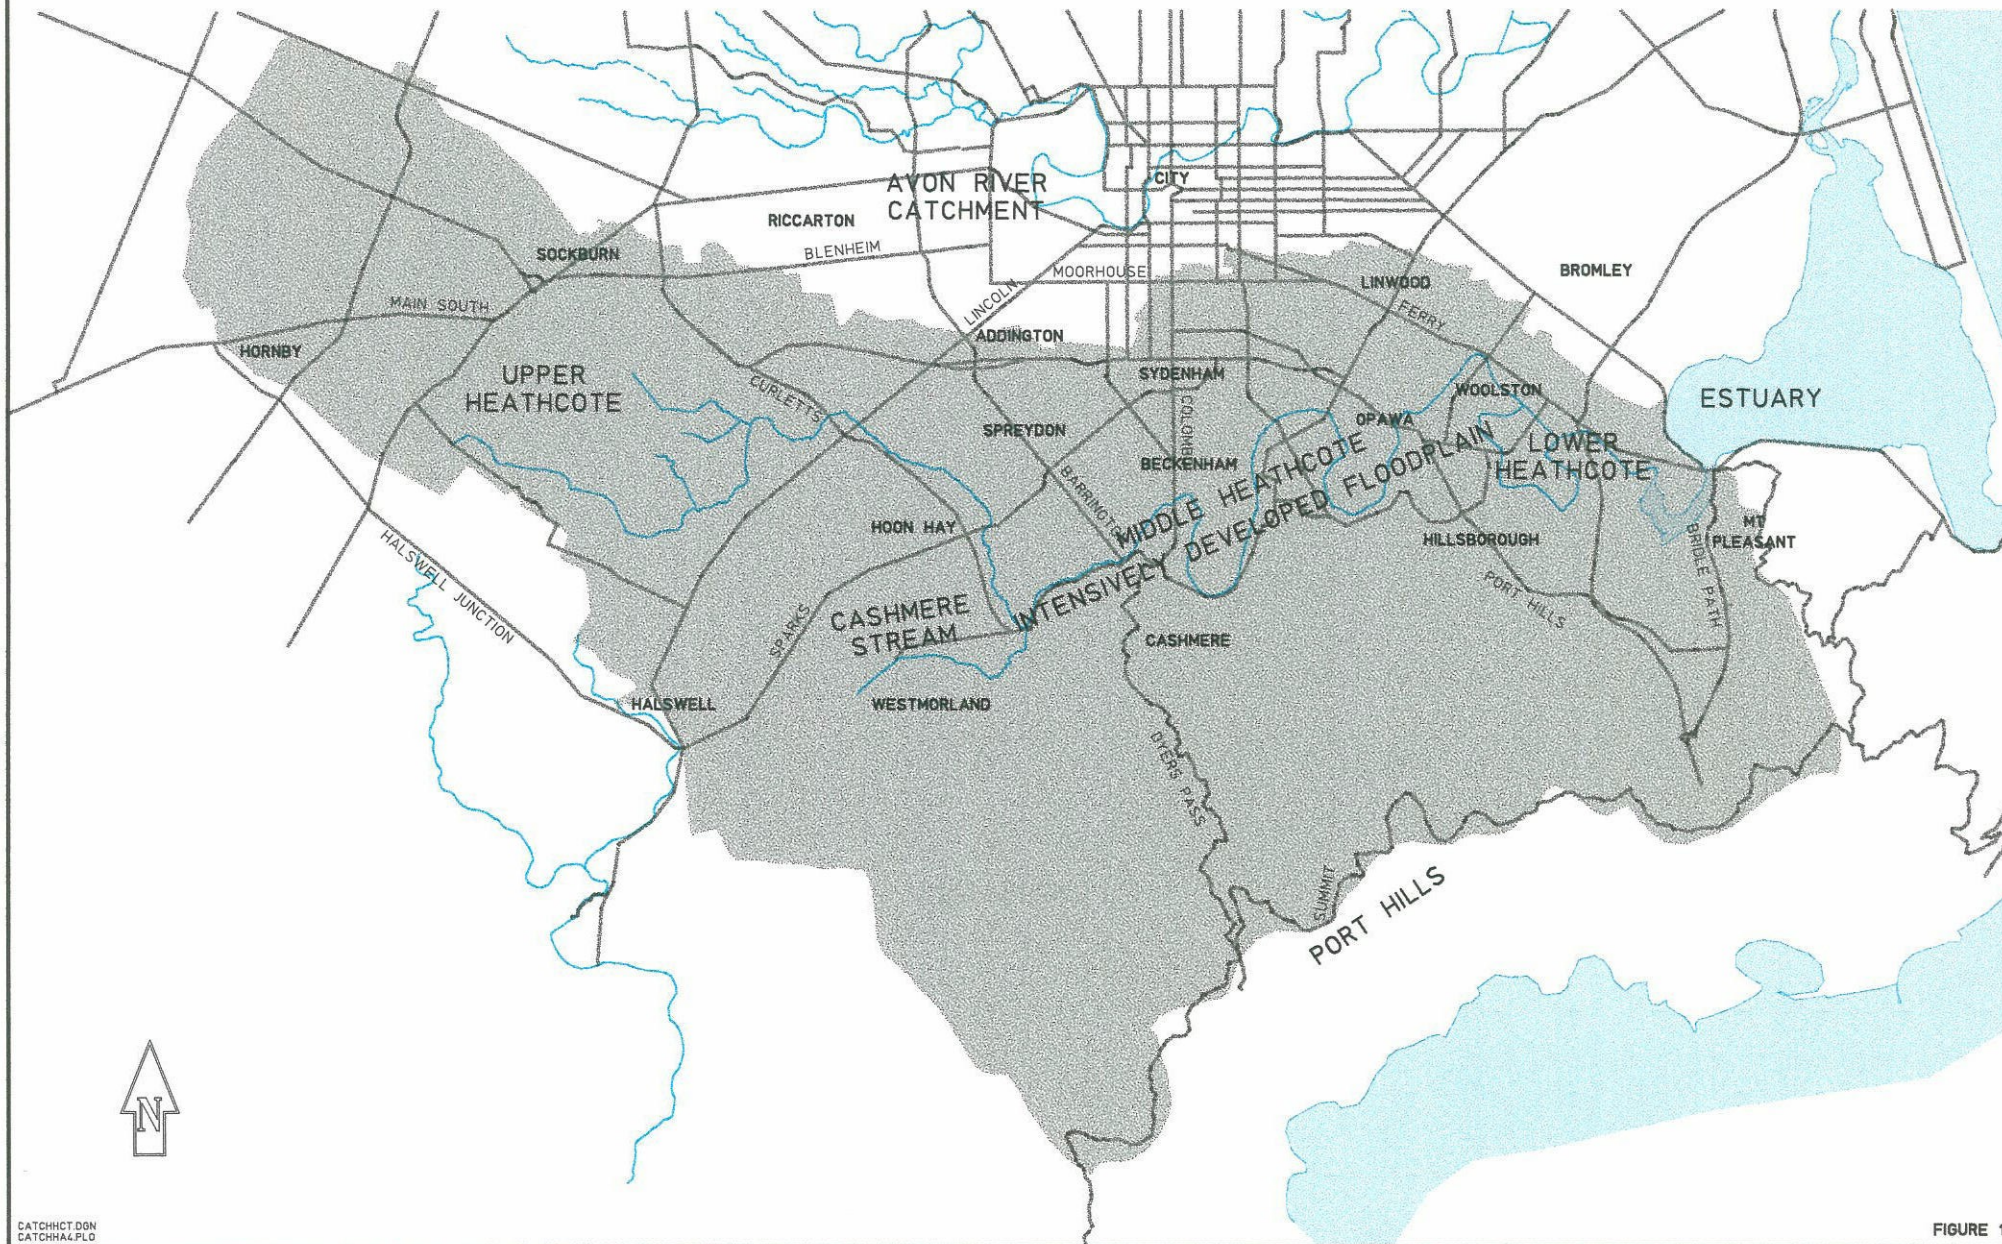 AVON RIVER
CATCHMENT
CITY
RICCARTON
BLENHEIM
SOCKBURN
MOORHOUSE
LINWOOD
BROMLEY
MAIN SOUTH
LINCOLN
FERRY
HORNBY
ADDINGTON
UPPER
HEATHCOTE
CURLETTS
SYDENHAM
COLOMBO
WOOLSTON
ESTUARY
SPREYDON
OPAWA
BECKENHAM
LOWER
HEATHCOTE
BARRINGTON
MIDDLE HEATHCOTE
INTENSIVELY DEVELOPED FLOODPLAIN
HOON HAY
HILLSBOROUGH
MT
PLEASANT
HALSWELL JUNCTION
BRIDLE PATH
PORT HILLS
CASHMERE
STREAM
SPARKS
CASHMERE
HALSWELL
WESTMORLAND
DYERS PASS
SUMMIT
PORT HILLS
N
CATCHHCT.DGN
CATCHHA4.PLO
FIGURE 1